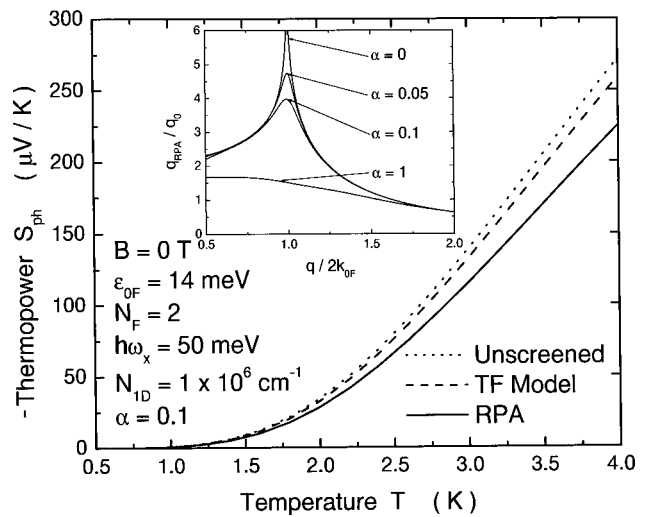 300
250
200
150
100
50
0
-Thermopower S_ph (μV / K)
6
5
4
3
2
1
0
q_RPA / q_0
α = 0
α = 0.05
α = 0.1
α = 1
0.5 1.0 1.5 2.0
q / 2k_0F
B = 0 T
ε_0F = 14 meV
N_F = 2
hω_x = 50 meV
N_1D = 1 x 10^6 cm^-1
α = 0.1
Unscreened
TF Model
RPA
0.5 1.0 1.5 2.0 2.5 3.0 3.5 4.0
Temperature T (K)